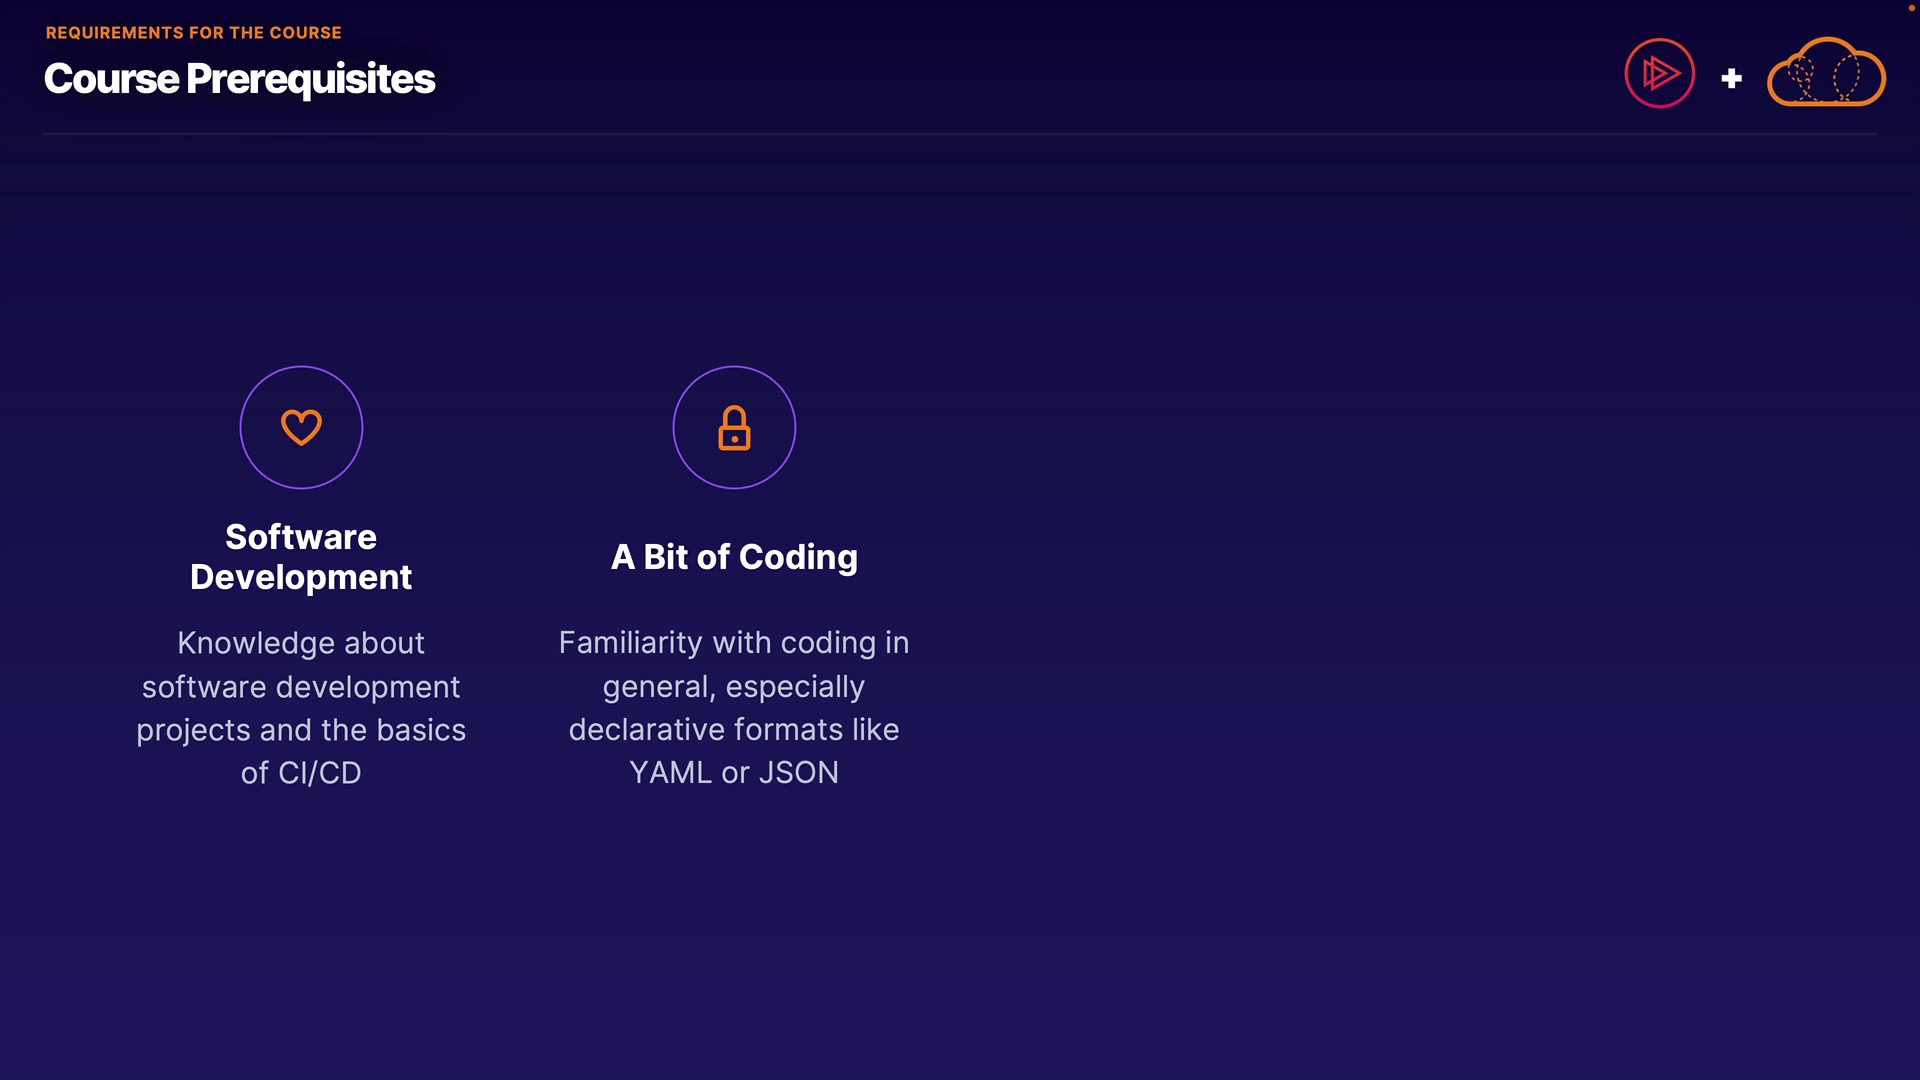 REQUIREMENTS FOR THE COURSE
Course Prerequisites
Software
Development
Knowledge about
software development
projects and the basics
of CI/CD
A Bit of Coding
Familiarity with coding in
general, especially
declarative formats like
YAML or JSON